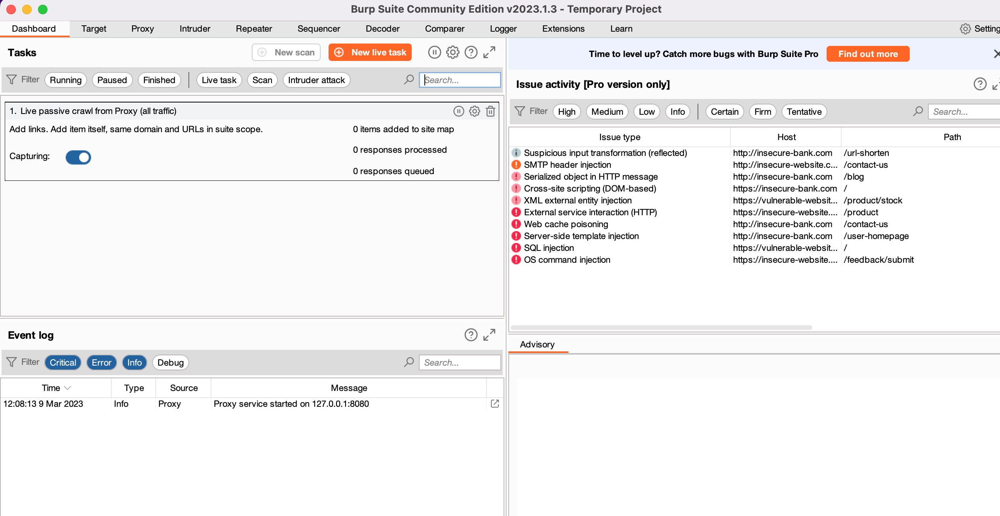 Burp Suite Community Edition v2023.1.3 - Temporary Project
Dashboard Target Proxy Intruder Repeater Sequencer Decoder Comparer Logger Extensions Learn Setting
Tasks New scan New live task
Filter Running Paused Finished Live task Scan Intruder attack Search...
1. Live passive crawl from Proxy (all traffic)
Add links. Add item itself, same domain and URLs in suite scope. 0 items added to site map
0 responses processed
Capturing:
0 responses queued
Event log
Filter Critical Error Info Debug Search...
Time Type Source Message
12:08:13 9 Mar 2023 Info Proxy Proxy service started on 127.0.0.1:8080
Time to level up? Catch more bugs with Burp Suite Pro Find out more
Issue activity [Pro version only]
Filter High Medium Low Info Certain Firm Tentative Search...
Issue type Host Path
Suspicious input transformation (reflected) http://insecure-bank.com /url-shorten
SMTP header injection http://insecure-website.c... /contact-us
Serialized object in HTTP message http://insecure-bank.com /blog
Cross-site scripting (DOM-based) https://insecure-bank.com /
XML external entity injection https://vulnerable-websit... /product/stock
External service interaction (HTTP) https://insecure-website.... /product
Web cache poisoning http://insecure-bank.com /contact-us
Server-side template injection http://insecure-bank.com /user-homepage
SQL injection https://vulnerable-websit... /
OS command injection https://insecure-website.... /feedback/submit
Advisory